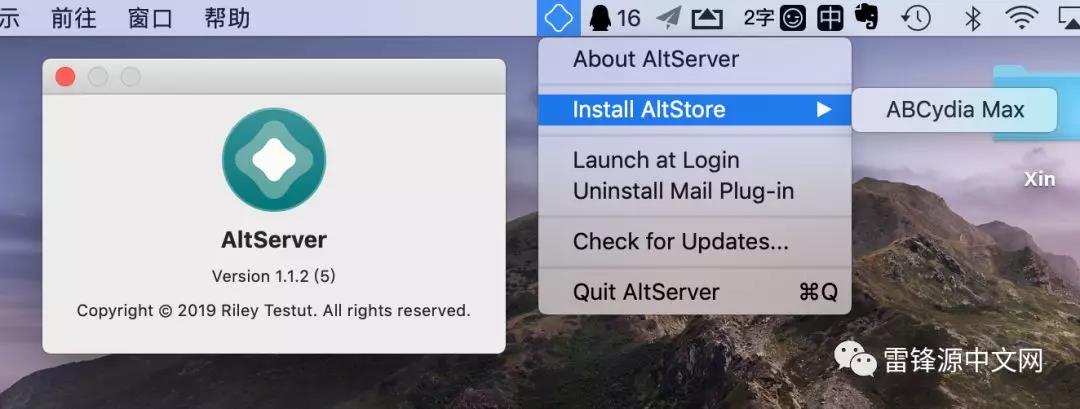 示 前往 窗口 帮助 16 2字 中
About AltServer
Install AltStore
ABCydia Max
Launch at Login
Uninstall Mail Plug-in
Check for Updates...
Quit AltServer ⌘Q
AltServer
Version 1.1.2 (5)
Copyright © 2019 Riley Testut. All rights reserved.
Xin
雷锋源中文网